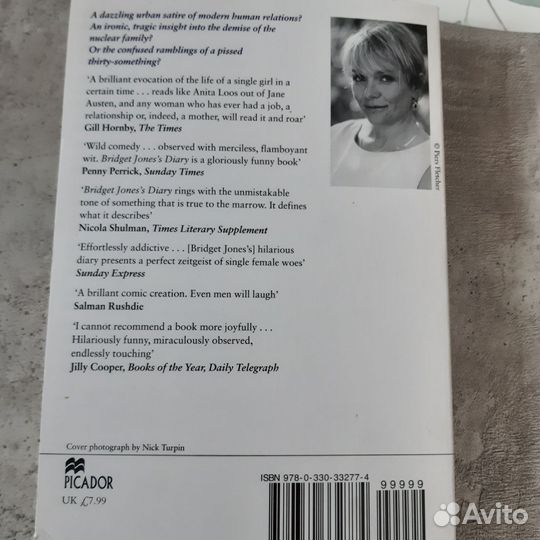 A dazzling urban satire of modern human relations?
An ironic, tragic insight into the demise of the
nuclear family?
Or the confused ramblings of a pissed
thirty-something?
'A brilliant evocation of the life of a single girl in a
certain time . . . reads like Anita Loos out of Jane
Austen, and any woman who has ever had a job, a
relationship or, indeed, a mother, will read it and roar'
Gill Hornby, The Times
'Wild comedy . . . observed with merciless, flamboyant
wit. Bridget Jones's Diary is a gloriously funny book'
Penny Perrick, Sunday Times
'Bridget Jones's Diary rings with the unmistakable
tone of something that is true to the marrow. It defines
what it describes'
Nicola Shulman, Times Literary Supplement
'Effortlessly addictive . . . [Bridget Jones's] hilarious
diary presents a perfect zeitgeist of single female woes'
Sunday Express
'A brilliant comic creation. Even men will laugh'
Salman Rushdie
'I cannot recommend a book more joyfully . . .
Hilariously funny, miraculously observed,
endlessly touching'
Jilly Cooper, Books of the Year, Daily Telegraph
© Piers Fletcher
Cover photograph by Nick Turpin
PICADOR
UK £7.99
ISBN 978-0-330-33277-4
99999
Avito